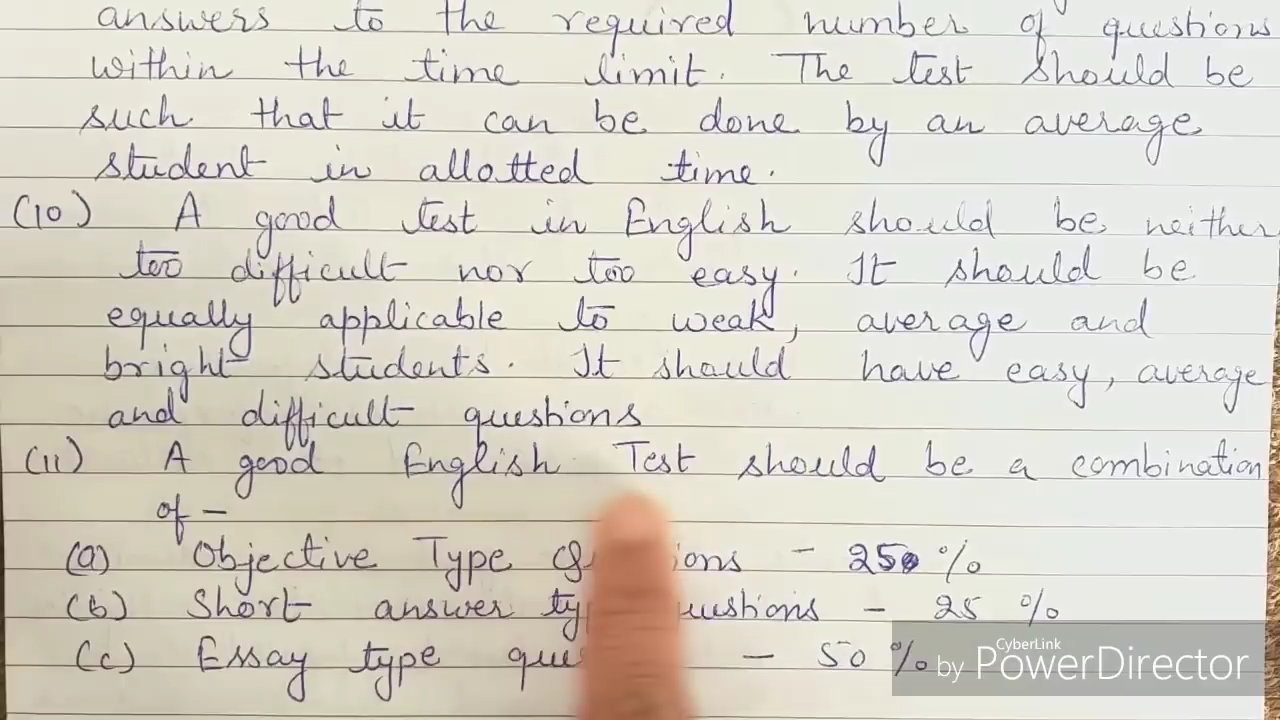 answers to the required number of questions
within the time limit. The test should be
such that it can be done by an average
student in allotted time.
(10) A good test in English should be neither
too difficult nor too easy. It should be
equally applicable to weak, average and
bright students. It should have easy, average
and difficult questions
(11) A good English Test should be a combination
of -
(a) Objective Type - 25 %
(b) Short answer - 25 %
(c) Essay type - 50 %
CyberLink
by PowerDirector